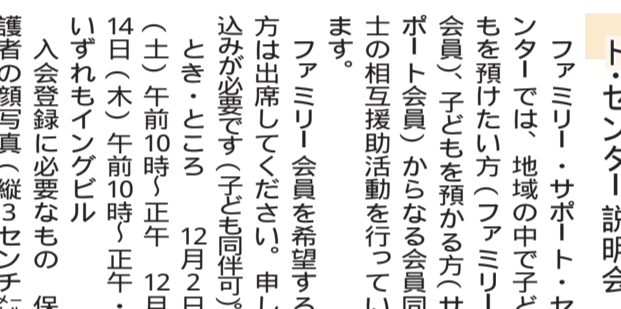 ト・センター説明会
ファミリー・サポート・セ
ンターでは、地域の中で子ど
もを預けたい方(ファミリー
会員)、子どもを預かる方(サ
ポート会員)からなる会員同
士の相互援助活動を行ってい
ます。
ファミリー会員を希望する
方は出席してください。申し
込みが必要です(子ども同伴可)。
とき・ところ　12月2日
(土)午前10時〜正午　12月
14日(木)午前10時〜正午・
いずれもイングビル
入会登録に必要なもの　保
護者の顔写真(縦3センチ